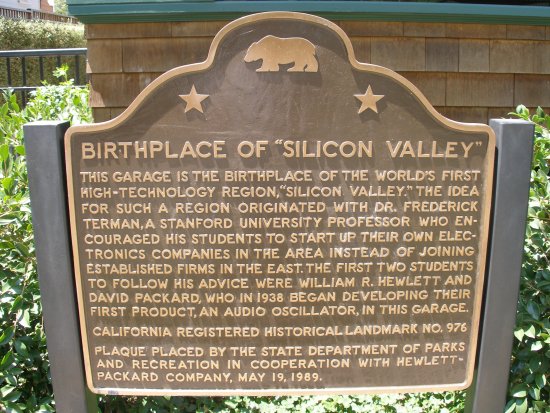 BIRTHPLACE OF "SILICON VALLEY"
THIS GARAGE IS THE BIRTHPLACE OF THE WORLD'S FIRST
HIGH-TECHNOLOGY REGION, "SILICON VALLEY." THE IDEA
FOR SUCH A REGION ORIGINATED WITH DR. FREDERICK
TERMAN, A STANFORD UNIVERSITY PROFESSOR WHO EN-
COURAGED HIS STUDENTS TO START UP THEIR OWN ELEC-
TRONICS COMPANIES IN THE AREA INSTEAD OF JOINING
ESTABLISHED FIRMS IN THE EAST. THE FIRST TWO STUDENTS
TO FOLLOW HIS ADVICE WERE WILLIAM R. HEWLETT AND
DAVID PACKARD, WHO IN 1938 BEGAN DEVELOPING THEIR
FIRST PRODUCT, AN AUDIO OSCILLATOR, IN THIS GARAGE.
CALIFORNIA REGISTERED HISTORICAL LANDMARK NO. 976
PLAQUE PLACED BY THE STATE DEPARTMENT OF PARKS
AND RECREATION IN COOPERATION WITH HEWLETT-
PACKARD COMPANY, MAY 19, 1989.